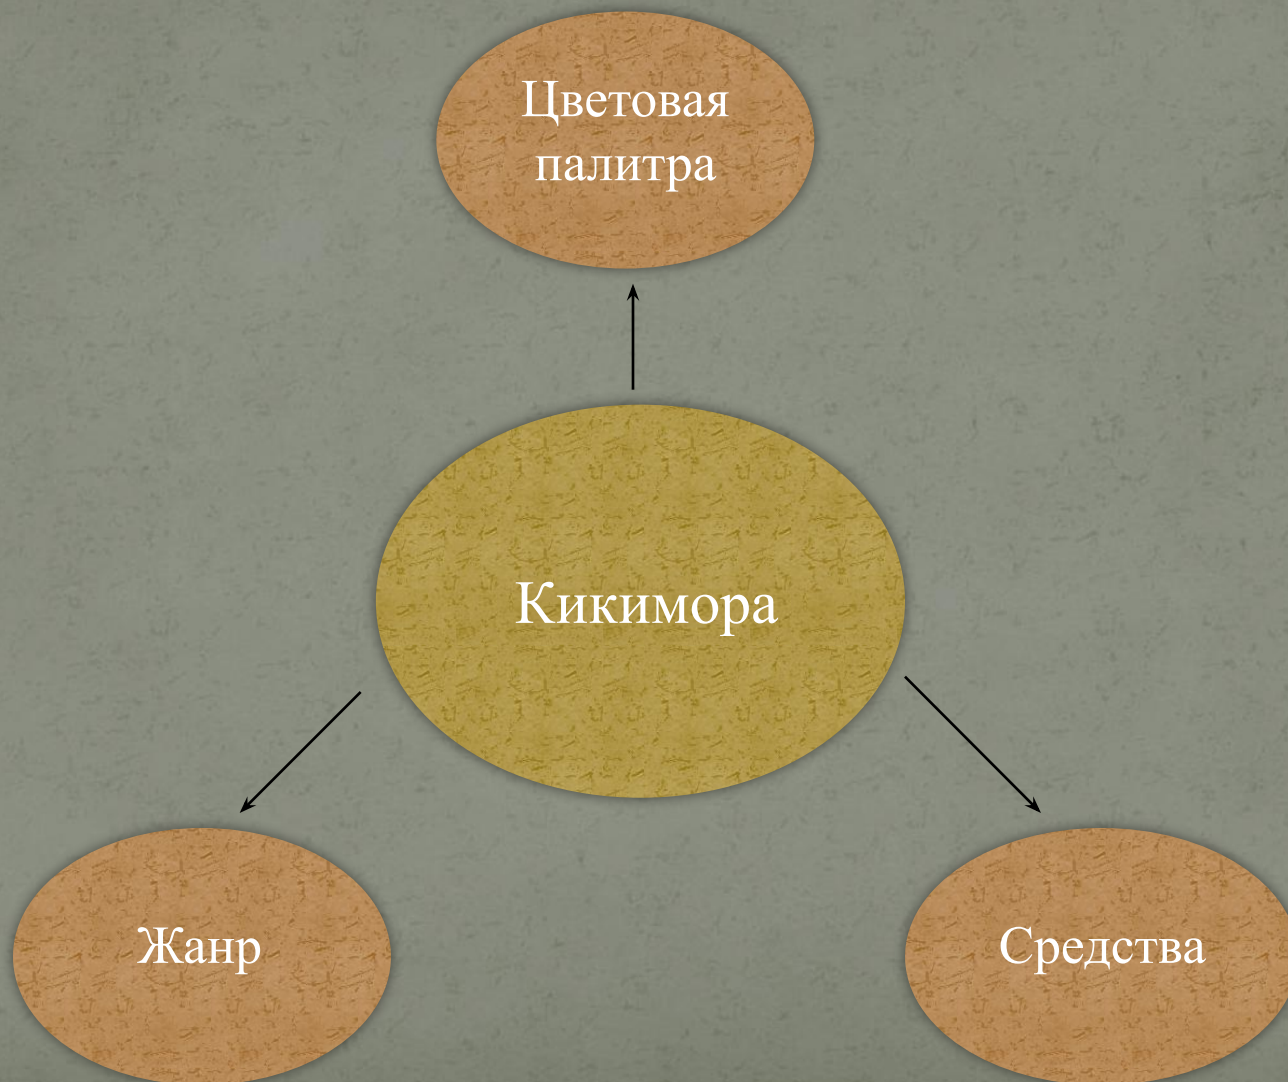 Цветовая
палитра
Кикимора
Жанр
Средства